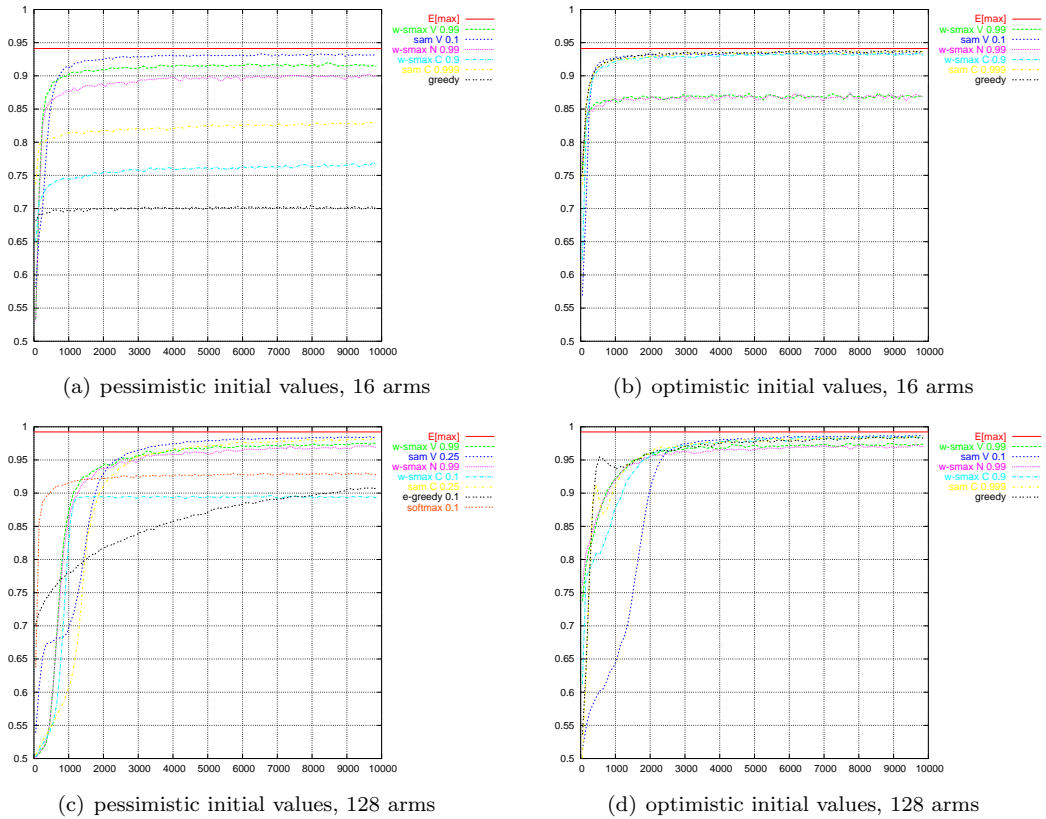 1
0.95
0.9
0.85
0.8
0.75
0.7
0.65
0.6
0.55
0.5
0 1000 2000 3000 4000 5000 6000 7000 8000 9000 10000
E[max]
w-smax V 0.99
sam V 0.1
w-smax N 0.99
w-smax C 0.9
sam C 0.999
greedy
(a) pessimistic initial values, 16 arms
1
0.95
0.9
0.85
0.8
0.75
0.7
0.65
0.6
0.55
0.5
0 1000 2000 3000 4000 5000 6000 7000 8000 9000 10000
E[max]
w-smax V 0.99
sam V 0.1
w-smax N 0.99
w-smax C 0.9
sam C 0.993
greedy
(b) optimistic initial values, 16 arms
1
0.95
0.9
0.85
0.8
0.75
0.7
0.65
0.6
0.55
0.5
0 1000 2000 3000 4000 5000 6000 7000 8000 9000 10000
E[max]
w-smax V 0.99
sam V 0.25
w-smax N 0.99
w-smax C 0.1
sam C 0.25
e-greedy 0.1
softmax 0.1
(c) pessimistic initial values, 128 arms
1
0.95
0.9
0.85
0.8
0.75
0.7
0.65
0.6
0.55
0.5
0 1000 2000 3000 4000 5000 6000 7000 8000 9000 10000
E[max]
w-smax V 0.99
sam V 0.1
w-smax N 0.99
w-smax C 0.9
sam C 0.999
greedy
(d) optimistic initial values, 128 arms